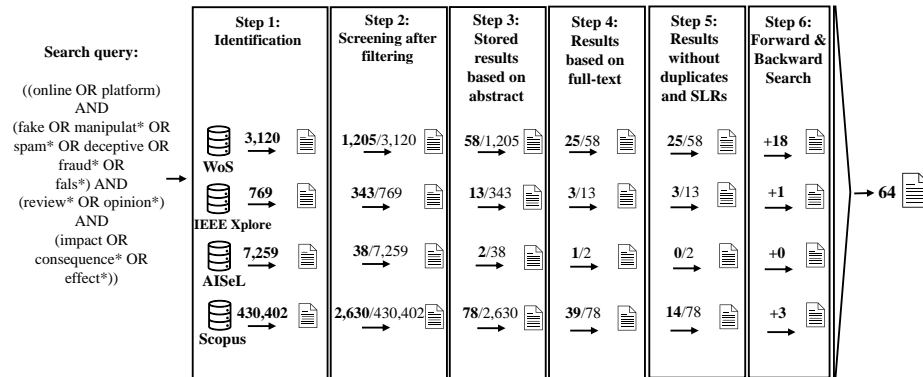 Search query:
((online OR platform)
AND
(fake OR manipulat* OR
spam* OR deceptive OR
fraud* OR
fals*) AND
(review* OR opinion*)
AND
(impact OR
consequence* OR
effect*))
Step 1:
Identification
Step 2:
Screening after
filtering
Step 3:
Stored
results
based on
abstract
Step 4:
Results
based on
full-text
Step 5:
Results
without
duplicates
and SLRs
Step 6:
Forward &
Backward
Search
3,120 1,205/3,120 58/1,205 25/58 25/58 +18
WoS
769 343/769 13/343 3/13 3/13 +1
IEEE Xplore
7,259 38/7,259 2/38 1/2 0/2 +0
AISeL
430,402 2,630/430,402 78/2,630 39/78 14/78 +3
Scopus
64